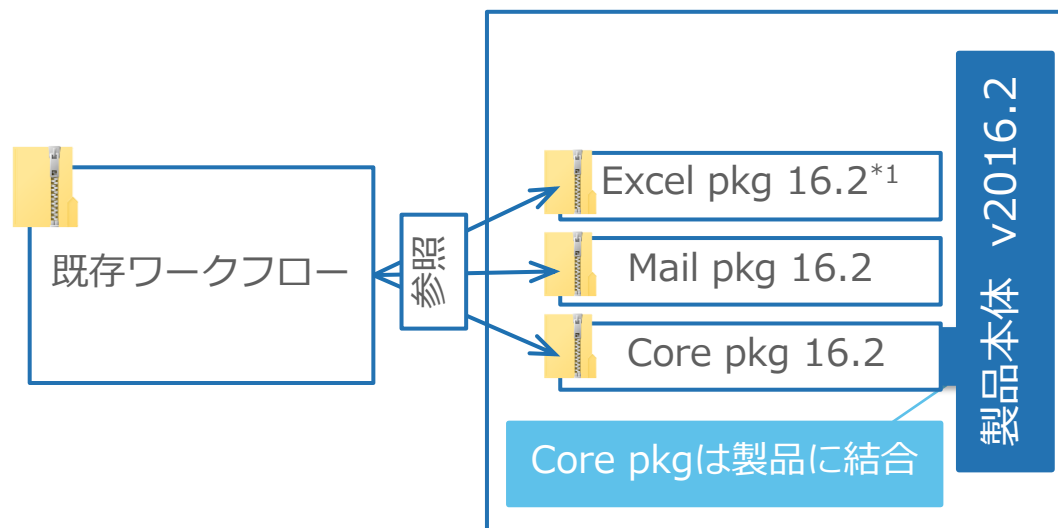 既存ワークフロー
参照
Excel pkg 16.2*1
Mail pkg 16.2
Core pkg 16.2
Core pkgは製品に結合
製品本体 v2016.2